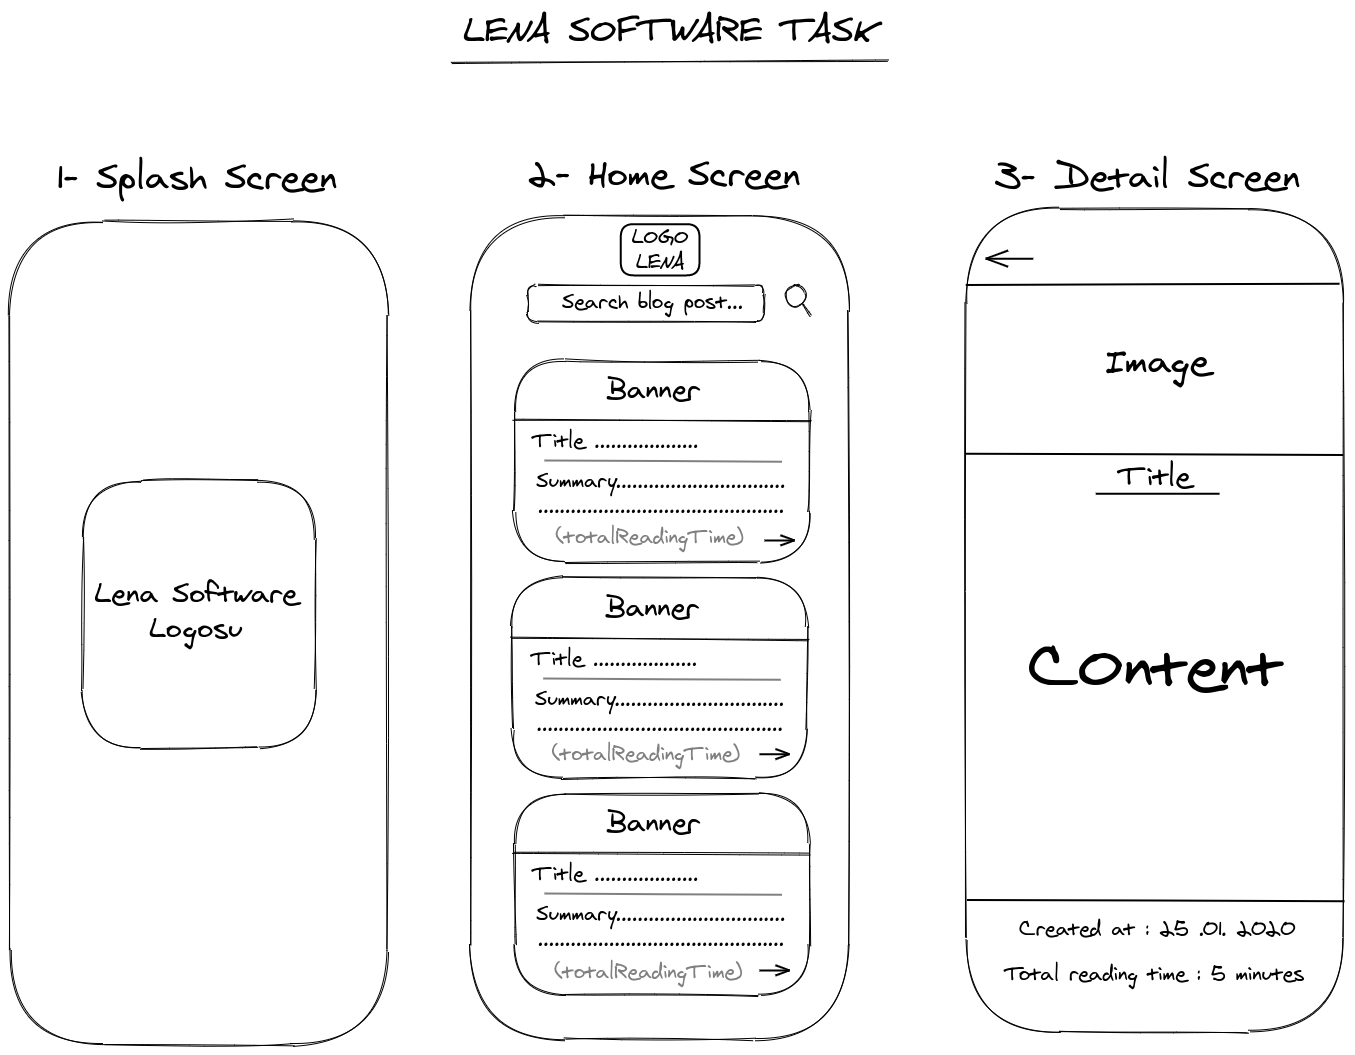 LENA SOFTWARE TASK
1- Splash Screen
Lena Software
Logosu
2- Home Screen
LOGO
LENA
Search blog post...
Banner
Title ...................
Summary...............................
.............................................
(totalReadingTime)
Banner
Title ...................
Summary...............................
.............................................
(totalReadingTime)
Banner
Title ...................
Summary...............................
.............................................
(totalReadingTime)
3- Detail Screen
Image
Title
Content
Created at : 25 .01. 2020
Total reading time : 5 minutes